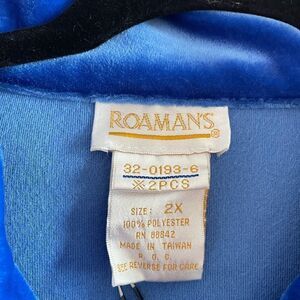 ROAMAN'S®
32-0193-6
※2PCS
SIZE: 2X
100% POLYESTER
RN 88842
MADE IN TAIWAN
R.O.C.
SEE REVERSE FOR CARE